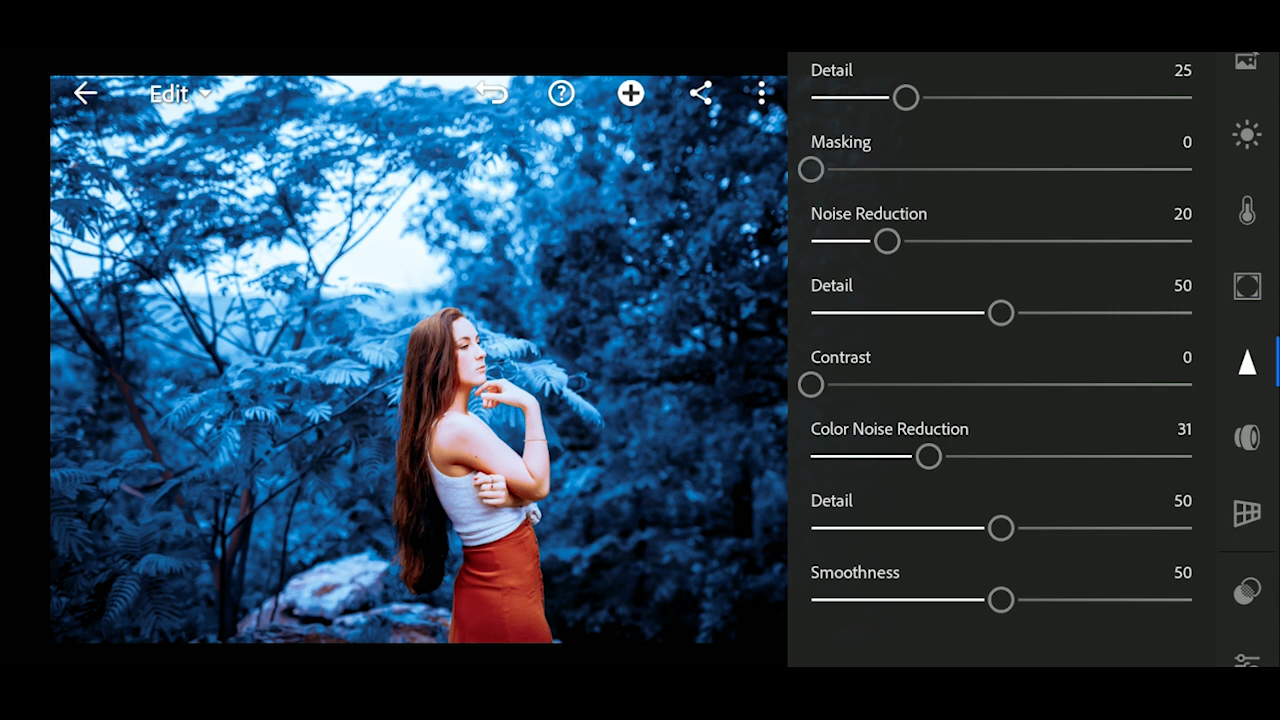 Edit
Detail 25
Masking 0
Noise Reduction 20
Detail 50
Contrast 0
Color Noise Reduction 31
Detail 50
Smoothness 50